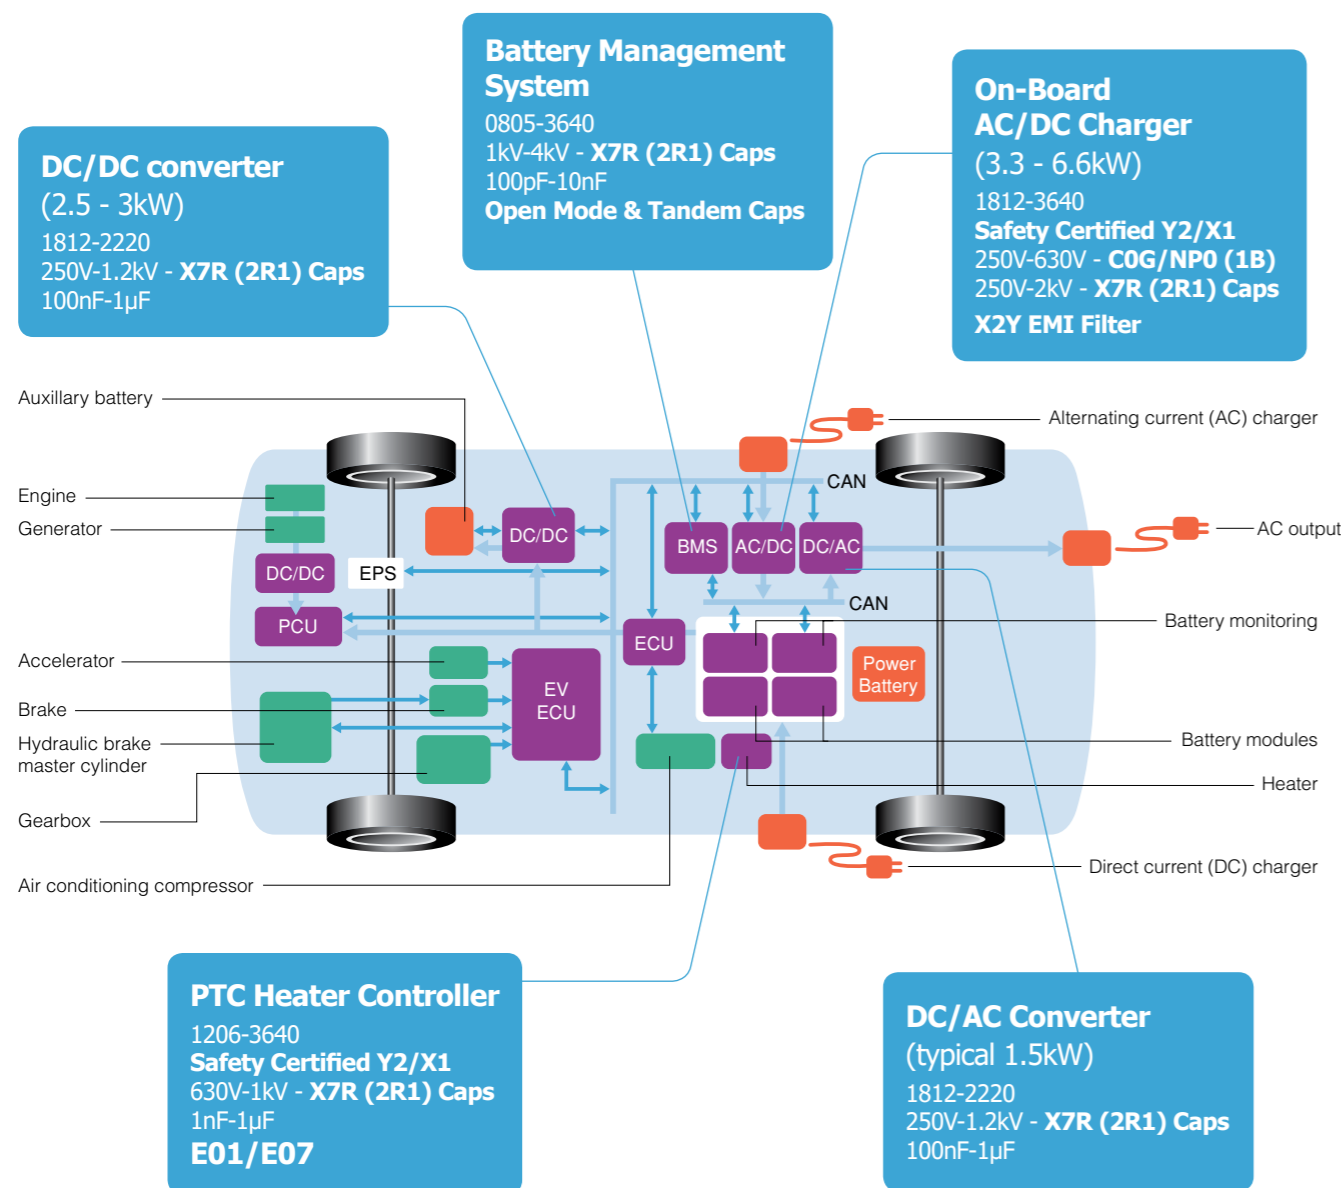 Battery Management
System
0805-3640
1kV-4kV - X7R (2R1) Caps
100pF-10nF
Open Mode & Tandem Caps
On-Board
AC/DC Charger
(3.3 - 6.6kW)
1812-3640
Safety Certified Y2/X1
250V-630V - C0G/NP0 (1B)
250V-2kV - X7R (2R1) Caps
X2Y EMI Filter
DC/DC converter
(2.5 - 3kW)
1812-2220
250V-1.2kV - X7R (2R1) Caps
100nF-1µF
Auxillary battery
Alternating current (AC) charger
Engine
Generator
CAN
DC/DC
BMS
AC/DC
DC/AC
AC output
DC/DC
EPS
CAN
PCU
ECU
Battery monitoring
Accelerator
Power
Battery
EV
ECU
Brake
Hydraulic brake
master cylinder
Battery modules
Heater
Gearbox
Direct current (DC) charger
Air conditioning compressor
PTC Heater Controller
1206-3640
Safety Certified Y2/X1
630V-1kV - X7R (2R1) Caps
1nF-1µF
E01/E07
DC/AC Converter
(typical 1.5kW)
1812-2220
250V-1.2kV - X7R (2R1) Caps
100nF-1µF